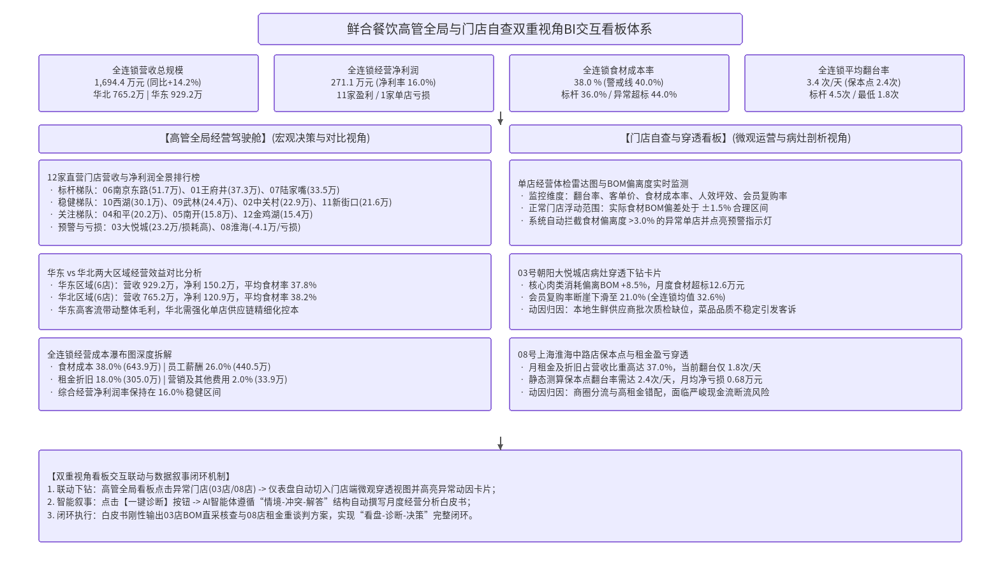 鲜合餐饮高管全局与门店自查双重视角BI交互看板体系
全连锁营收总规模
1,694.4 万元 (同比+14.2%)
华北 765.2万 | 华东 929.2万
全连锁经营净利润
271.1 万元 (净利率 16.0%)
11家盈利 / 1家单店亏损
全连锁食材成本率
38.0 % (警戒线 40.0%)
标杆 36.0% / 异常超标 44.0%
全连锁平均翻台率
3.4 次/天 (保本点 2.4次)
标杆 4.5次 / 最低 1.8次
【高管全局经营驾驶舱】(宏观决策与对比视角)
12家直营门店营收与净利润全景排行榜
· 标杆梯队：06南京东路(51.7万)、01王府井(37.3万)、07陆家嘴(33.5万)
· 稳健梯队：10西湖(30.1万)、09武林(24.4万)、02中关村(22.9万)、11新街口(21.6万)
· 关注梯队：04和平(20.2万)、05南开(15.8万)、12金鸡湖(15.4万)
· 预警与亏损：03大悦城(23.2万/损耗高)、08淮海(-4.1万/亏损)
华东 vs 华北两大区域经营效益对比分析
· 华东区域(6店)：营收 929.2万，净利 150.2万，平均食材率 37.8%
· 华北区域(6店)：营收 765.2万，净利 120.9万，平均食材率 38.2%
· 华东高客流带动整体毛利，华北需强化单店供应链精细化控本
全连锁经营成本瀑布图深度拆解
· 食材成本 38.0% (643.9万) | 员工薪酬 26.0% (440.5万)
· 租金折旧 18.0% (305.0万) | 营销及其他费用 2.0% (33.9万)
· 综合经营净利润率保持在 16.0% 稳健区间
【门店自查与穿透看板】(微观运营与病灶剖析视角)
单店经营体检雷达图与BOM偏离度实时监测
· 监控维度：翻台率、客单价、食材成本率、人效坪效、会员复购率
· 正常门店浮动范围：实际食材BOM偏差处于 ±1.5% 合理区间
· 系统自动拦截食材偏离度 >3.0% 的异常单店并点亮预警指示灯
03号朝阳大悦城店病灶穿透下钻卡片
· 核心肉类消耗偏离BOM +8.5%，月度食材超标12.6万元
· 会员复购率断崖下滑至 21.0% (全连锁均值 32.6%)
· 动因归因：本地生鲜供应商批次质检缺位，菜品品质不稳定引发客诉
08号上海淮海中路店保本点与租金盈亏穿透
· 月租金及折旧占营收比重高达 37.0%，当前翻台仅 1.8次/天
· 静态测算保本点翻台率需达 2.4次/天，月均净亏损 0.68万元
· 动因归因：商圈分流与高租金错配，面临严峻现金流断流风险
【双重视角看板交互联动与数据叙事闭环机制】
1. 联动下钻：高管全局看板点击异常门店(03店/08店) -> 仪表盘自动切入门店端微观穿透视图并高亮异常动因卡片；
2. 智能叙事：点击【一键诊断】按钮 -> AI智能体遵循“情境-冲突-解答”结构自动撰写月度经营分析白皮书；
3. 闭环执行：白皮书刚性输出03店BOM直采核查与08店租金重谈判方案，实现“看盘-诊断-决策”完整闭环。